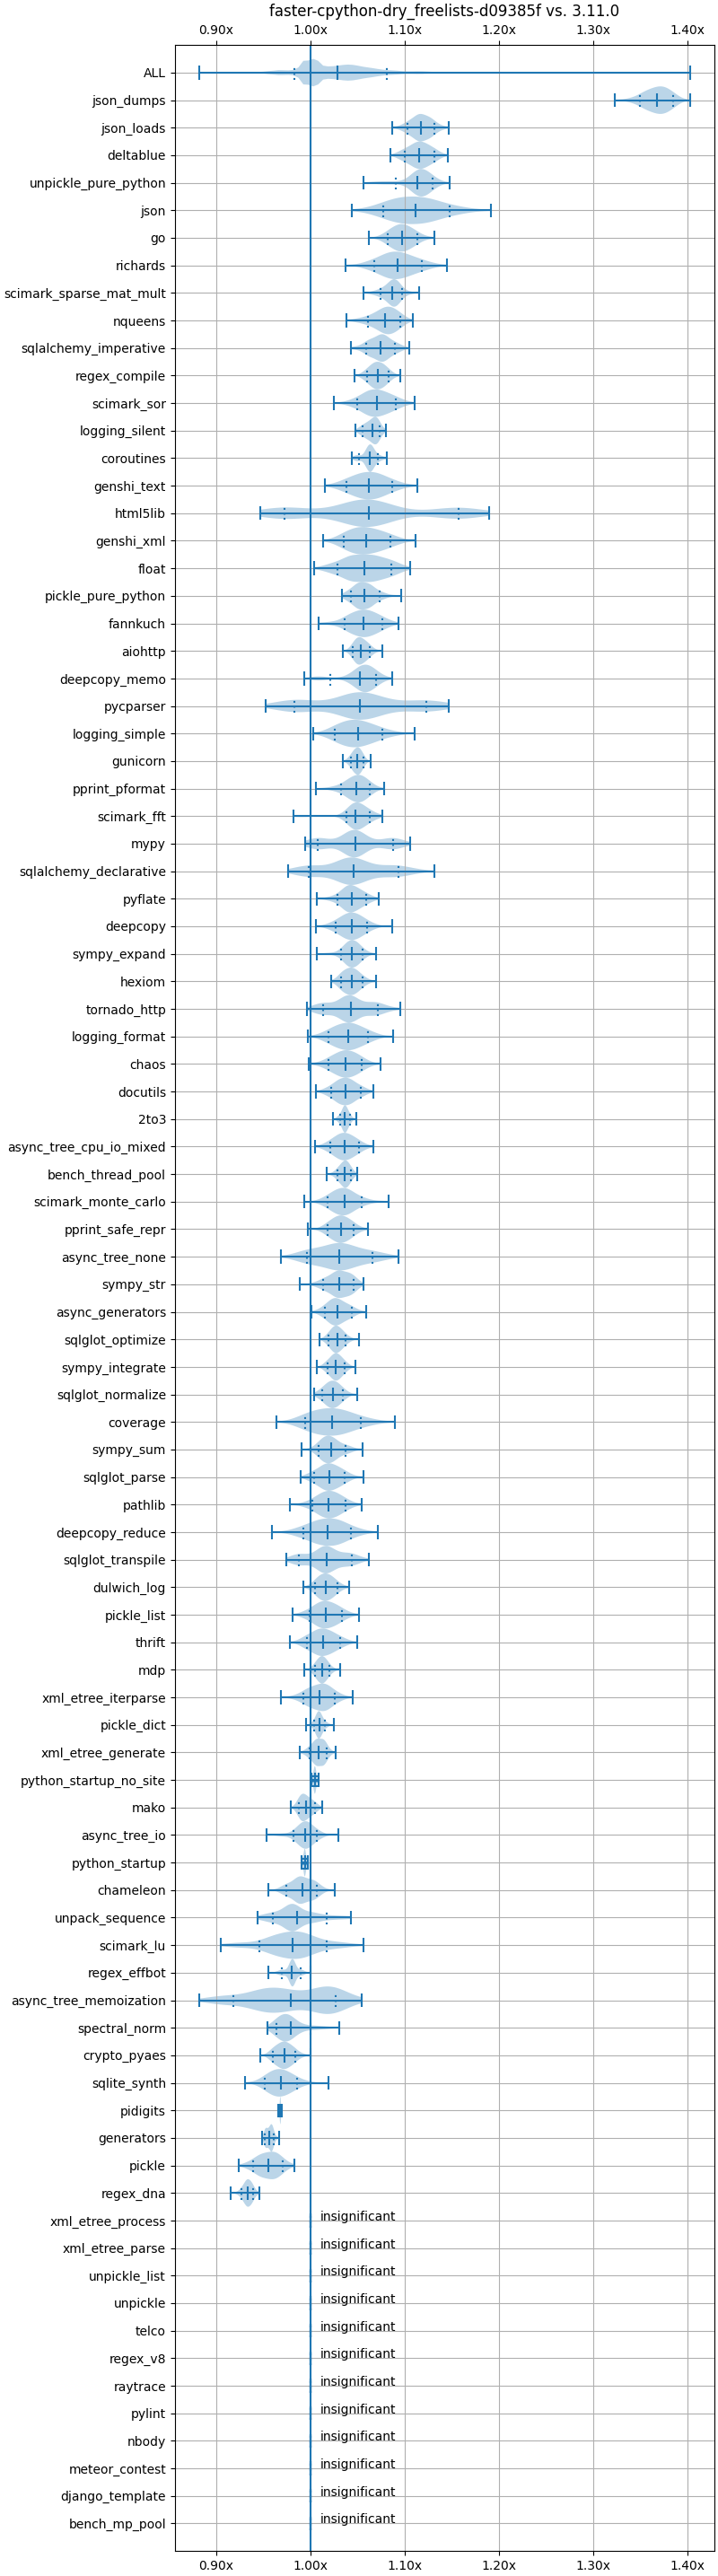 faster-cpython-dry_freelists-d09385f vs. 3.11.0
0.90x 1.00x 1.10x 1.20x 1.30x 1.40x
ALL
json_dumps
json_loads
deltablue
unpickle_pure_python
json
go
richards
scimark_sparse_mat_mult
nqueens
sqlalchemy_imperative
regex_compile
scimark_sor
logging_silent
coroutines
genshi_text
html5lib
genshi_xml
float
pickle_pure_python
fannkuch
aiohttp
deepcopy_memo
pycparser
logging_simple
gunicorn
pprint_pformat
scimark_fft
mypy
sqlalchemy_declarative
pyflate
deepcopy
sympy_expand
hexiom
tornado_http
logging_format
chaos
docutils
2to3
async_tree_cpu_io_mixed
bench_thread_pool
scimark_monte_carlo
pprint_safe_repr
async_tree_none
sympy_str
async_generators
sqlglot_optimize
sympy_integrate
sqlglot_normalize
coverage
sympy_sum
sqlglot_parse
pathlib
deepcopy_reduce
sqlglot_transpile
dulwich_log
pickle_list
thrift
mdp
xml_etree_iterparse
pickle_dict
xml_etree_generate
python_startup_no_site
mako
async_tree_io
python_startup
chameleon
unpack_sequence
scimark_lu
regex_effbot
async_tree_memoization
spectral_norm
crypto_pyaes
sqlite_synth
pidigits
generators
pickle
regex_dna
xml_etree_process insignificant
xml_etree_parse insignificant
unpickle_list insignificant
unpickle insignificant
telco insignificant
regex_v8 insignificant
raytrace insignificant
pylint insignificant
nbody insignificant
meteor_contest insignificant
django_template insignificant
bench_mp_pool insignificant
0.90x 1.00x 1.10x 1.20x 1.30x 1.40x